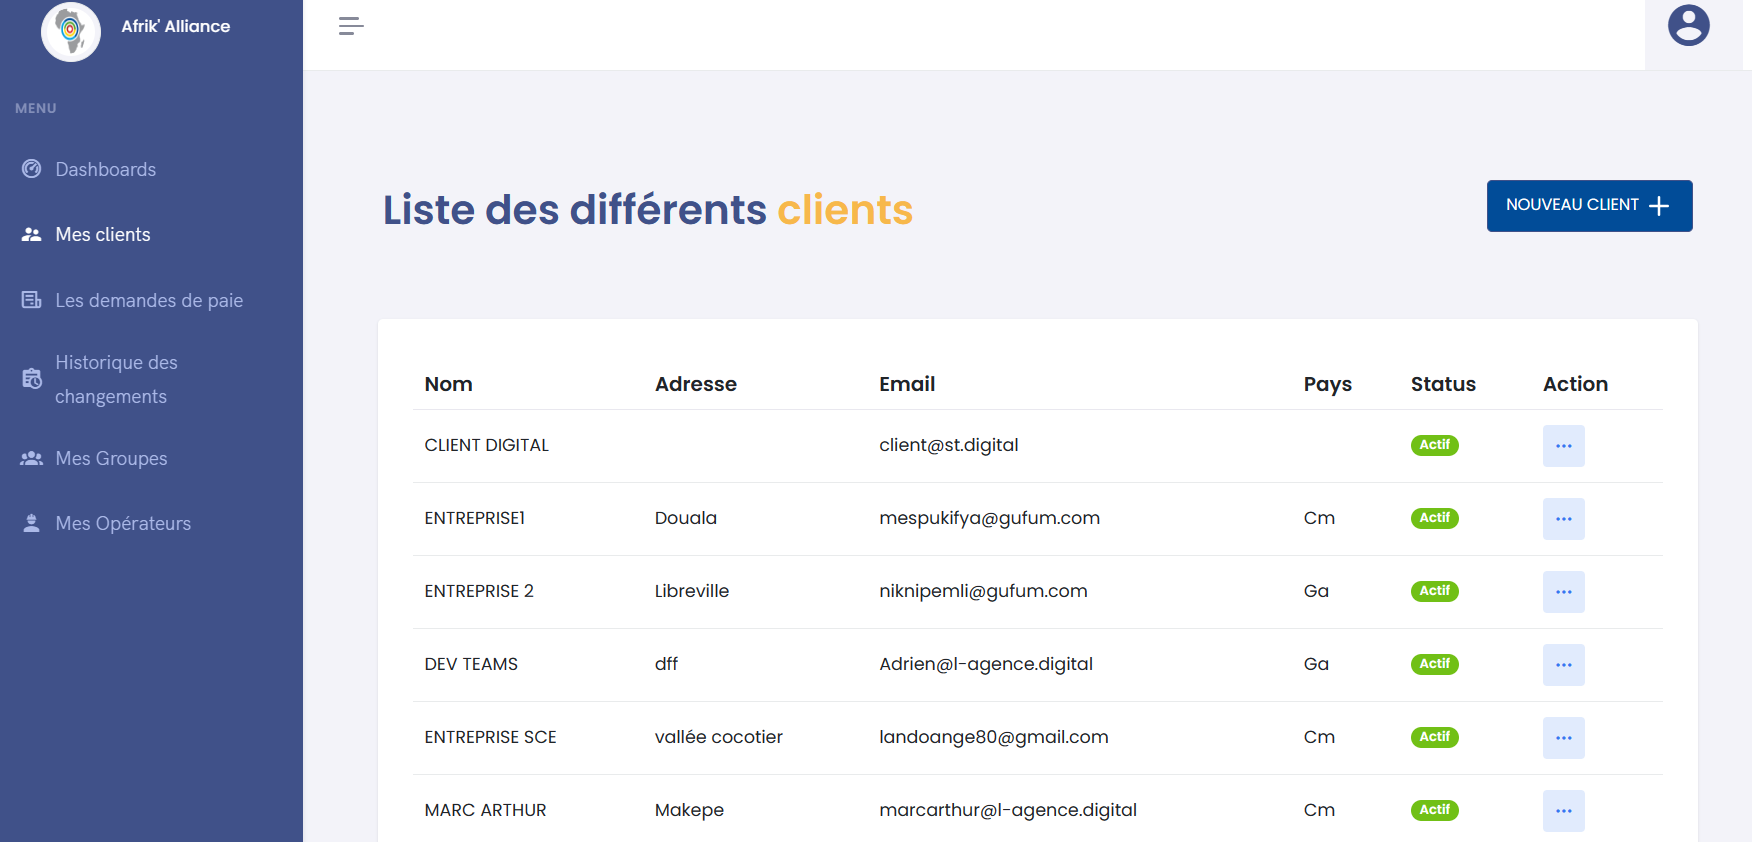 Afrik' Alliance
MENU
Dashboards
Mes clients
Les demandes de paie
Historique des
changements
Mes Groupes
Mes Opérateurs
Liste des différents clients
NOUVEAU CLIENT
Nom Adresse Email Pays Status Action
CLIENT DIGITAL client@st.digital Actif
ENTREPRISE1 Douala mespukifya@gufum.com Cm Actif
ENTREPRISE 2 Libreville niknipemli@gufum.com Ga Actif
DEV TEAMS dff Adrien@l-agence.digital Ga Actif
ENTREPRISE SCE vallée cocotier landoange80@gmail.com Cm Actif
MARC ARTHUR Makepe marcarthur@l-agence.digital Cm Actif